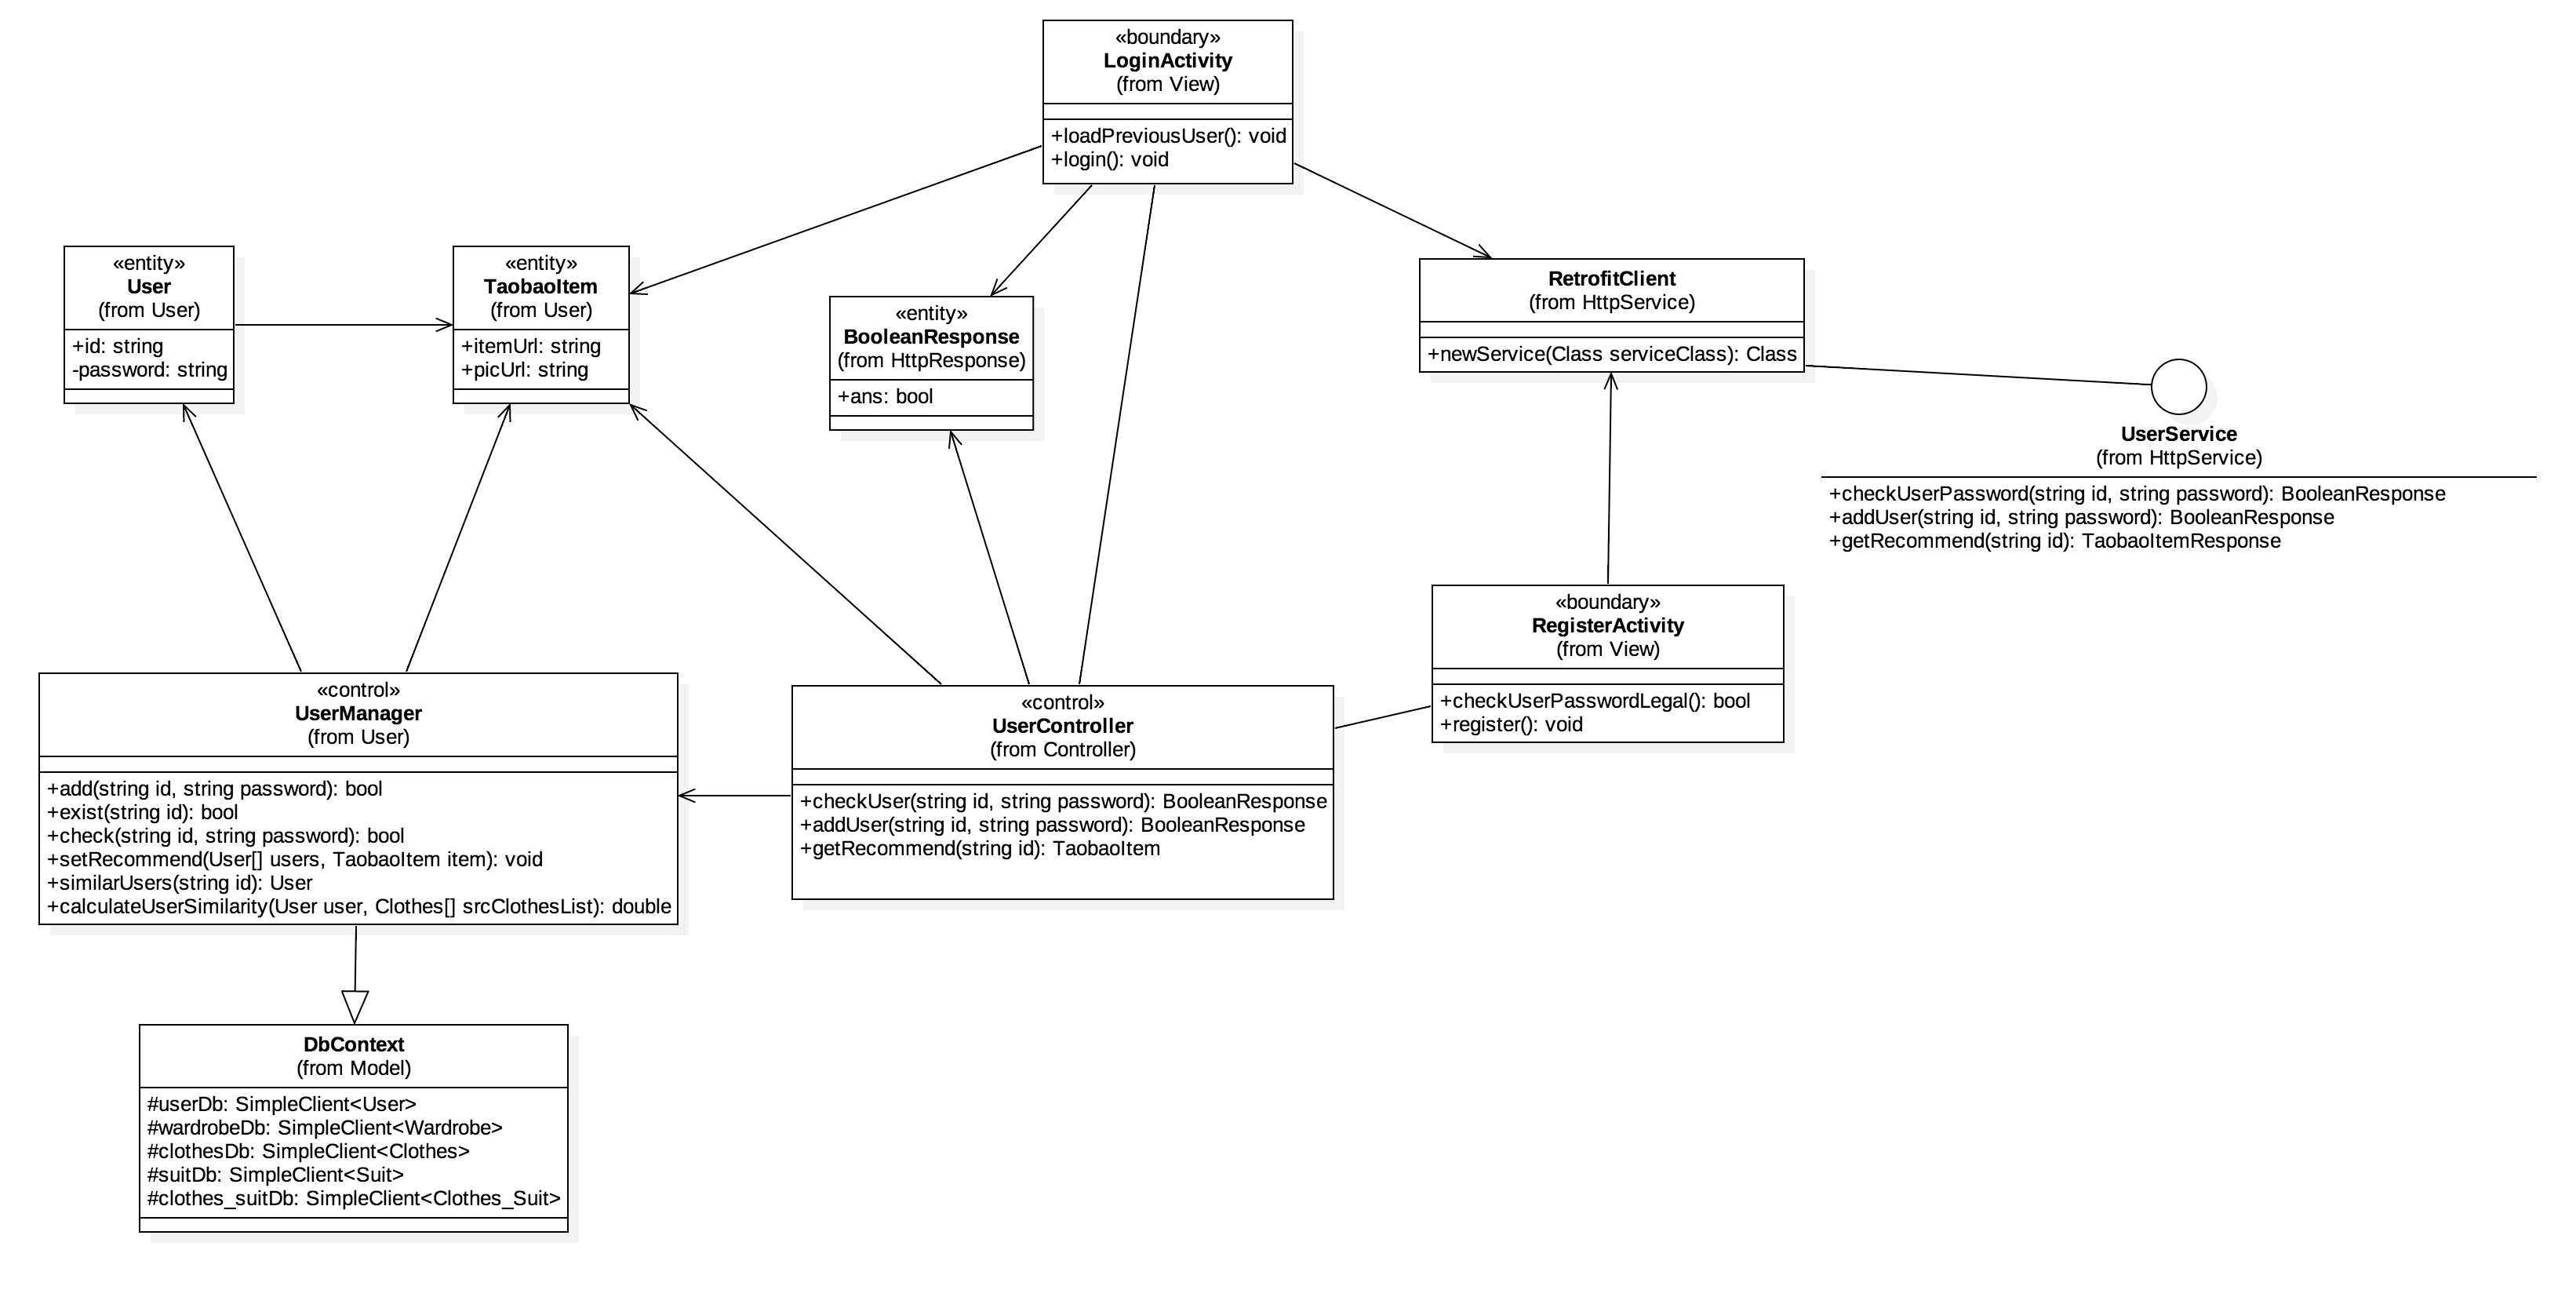 «boundary»
LoginActivity
(from View)
+loadPreviousUser(): void
+login(): void
«entity»
User
(from User)
+id: string
-password: string
«entity»
TaobaoItem
(from User)
+itemUrl: string
+picUrl: string
«entity»
BooleanResponse
(from HttpResponse)
+ans: bool
RetrofitClient
(from HttpService)
+newService(Class serviceClass): Class
UserService
(from HttpService)
+checkUserPassword(string id, string password): BooleanResponse
+addUser(string id, string password): BooleanResponse
+getRecommend(string id): TaobaoItemResponse
«boundary»
RegisterActivity
(from View)
+checkUserPasswordLegal(): bool
+register(): void
«control»
UserManager
(from User)
+add(string id, string password): bool
+exist(string id): bool
+check(string id, string password): bool
+setRecommend(User[] users, TaobaoItem item): void
+similarUsers(string id): User
+calculateUserSimilarity(User user, Clothes[] srcClothesList): double
«control»
UserController
(from Controller)
+checkUser(string id, string password): BooleanResponse
+addUser(string id, string password): BooleanResponse
+getRecommend(string id): TaobaoItem
DbContext
(from Model)
#userDb: SimpleClient<User>
#wardrobeDb: SimpleClient<Wardrobe>
#clothesDb: SimpleClient<Clothes>
#suitDb: SimpleClient<Suit>
#clothes_suitDb: SimpleClient<Clothes_Suit>